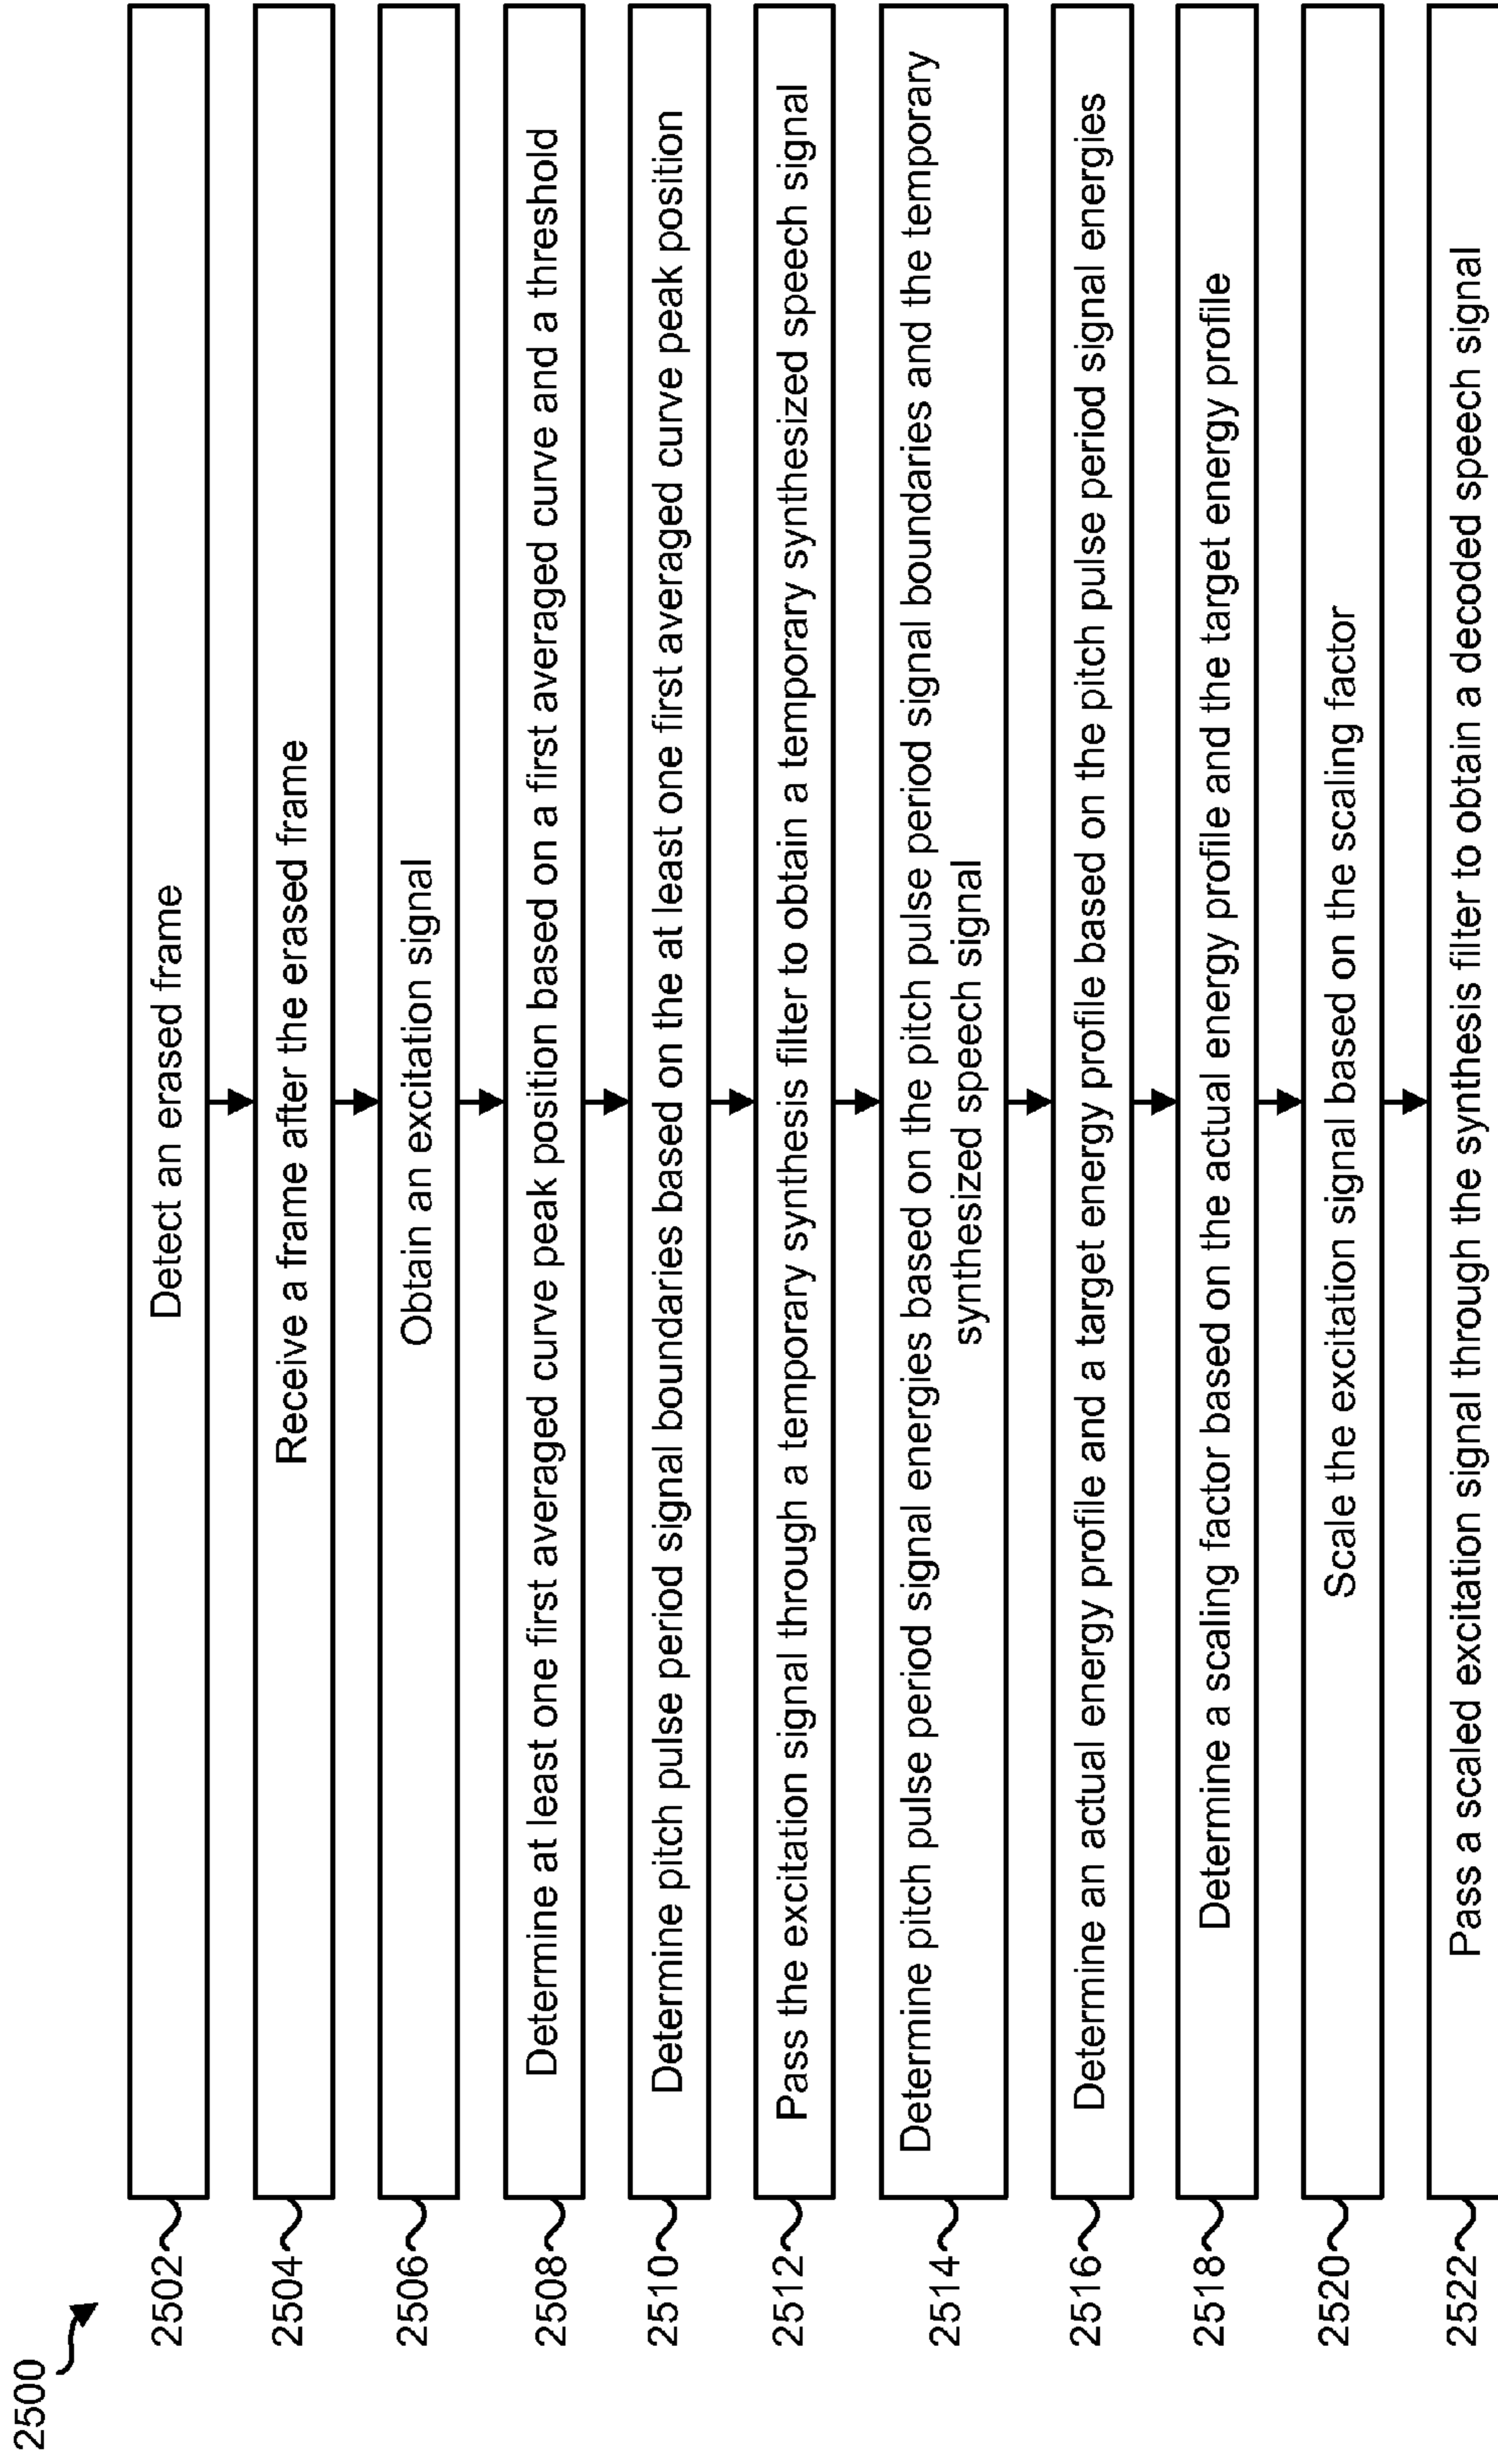 2500
2502
Detect an erased frame
2504
Receive a frame after the erased frame
2506
Obtain an excitation signal
2508
Determine at least one first averaged curve peak position based on a first averaged curve and a threshold
2510
Determine pitch pulse period signal boundaries based on the at least one first averaged curve peak position
2512
Pass the excitation signal through a temporary synthesis filter to obtain a temporary synthesized speech signal
2514
Determine pitch pulse period signal energies based on the pitch pulse period signal boundaries and the temporary
synthesized speech signal
2516
Determine an actual energy profile and a target energy profile based on the pitch pulse period signal energies
2518
Determine a scaling factor based on the actual energy profile and the target energy profile
2520
Scale the excitation signal based on the scaling factor
2522
Pass a scaled excitation signal through the synthesis filter to obtain a decoded speech signal